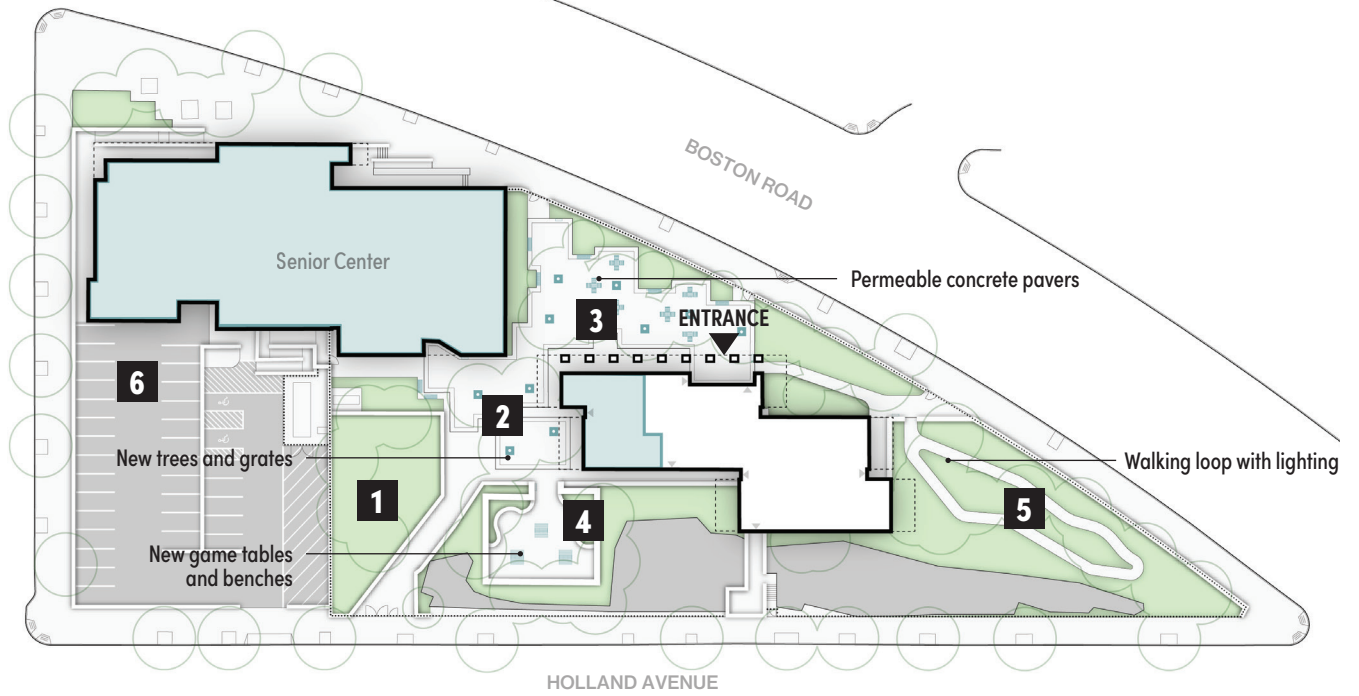 BOSTON ROAD
Senior Center
Permeable concrete pavers
3
ENTRANCE
6
2
New trees and grates
Walking loop with lighting
1
4
5
New game tables
and benches
HOLLAND AVENUE